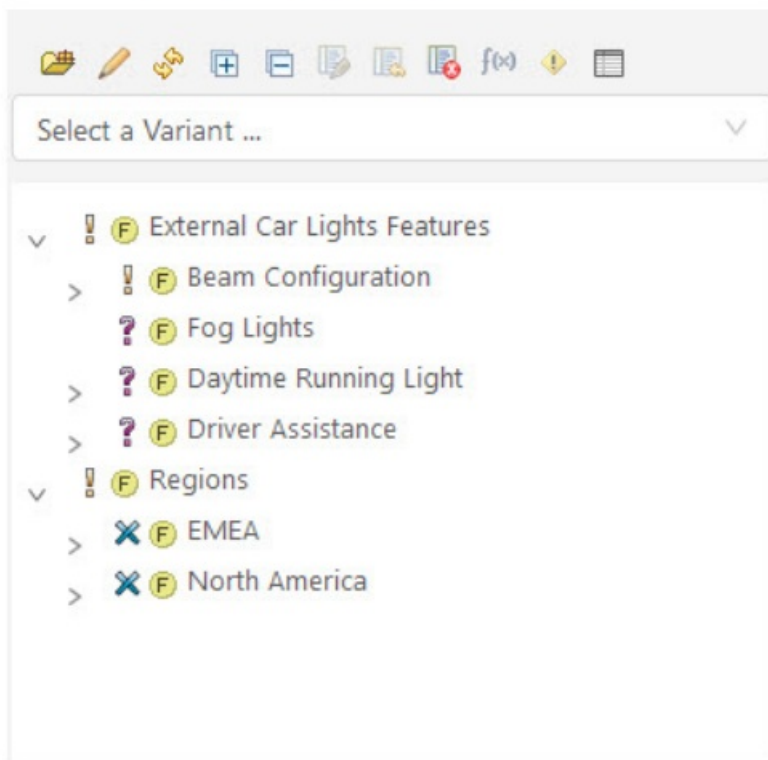 f(x)
Select a Variant ...
! F External Car Lights Features
! F Beam Configuration
? F Fog Lights
? F Daytime Running Light
? F Driver Assistance
! F Regions
F EMEA
F North America